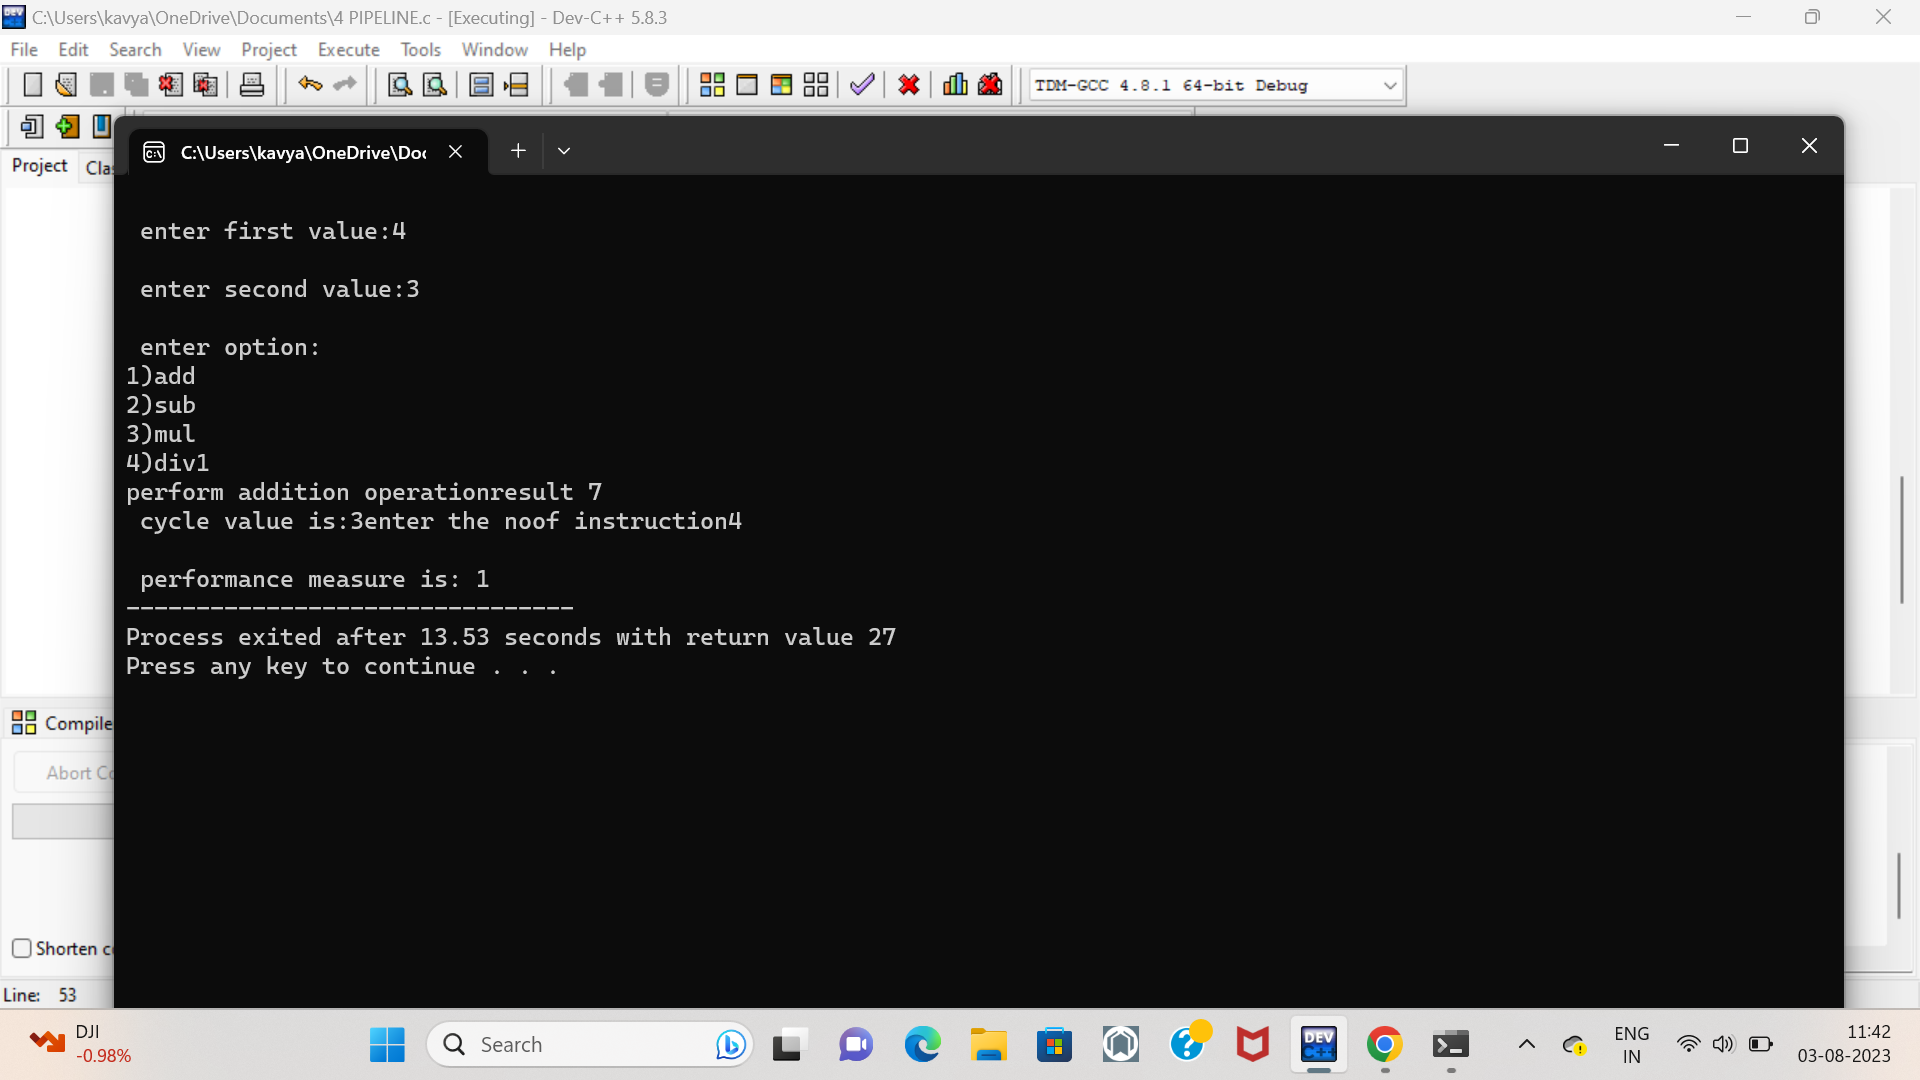 C:\Users\kavya\OneDrive\Documents\4 PIPELINE.c - [Executing] - Dev-C++ 5.8.3
File Edit Search View Project Execute Tools Window Help
TDM-GCC 4.8.1 64-bit Debug
Project Clas
C:\Users\kavya\OneDrive\Doc
enter first value:4
enter second value:3
enter option:
1)add
2)sub
3)mul
4)div1
perform addition operationresult 7
cycle value is:3enter the noof instruction4
performance measure is: 1
--------------------------------
Process exited after 13.53 seconds with return value 27
Press any key to continue . . .
Compile
Abort Co
Shorten co
Line: 53
DJI
-0.98%
Search
DEV
C++
ENG
IN
11:42
03-08-2023